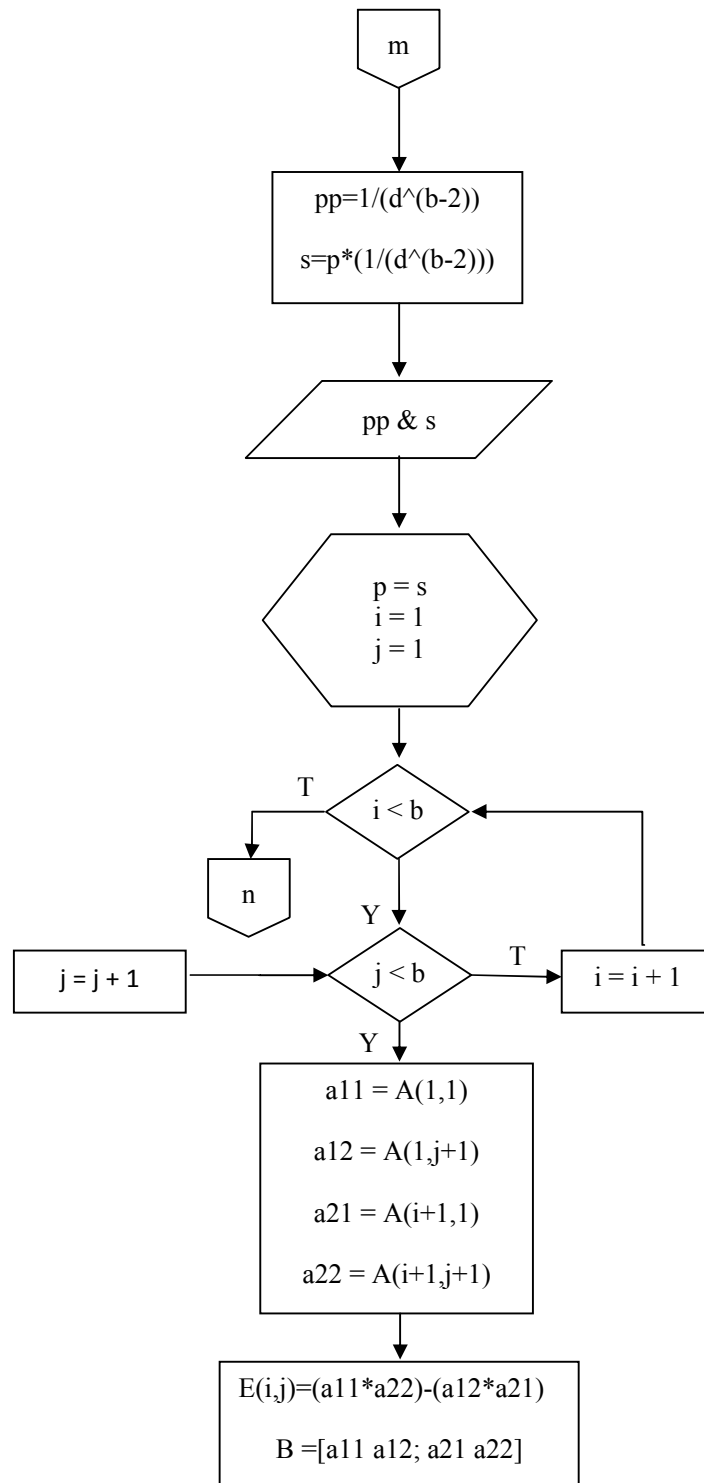 m
pp=1/(d^(b-2))
s=p*(1/(d^(b-2)))
pp & s
p = s
i = 1
j = 1
T
i < b
n
Y
j = j + 1
j < b
T
i = i + 1
Y
a11 = A(1,1)
a12 = A(1,j+1)
a21 = A(i+1,1)
a22 = A(i+1,j+1)
E(i,j)=(a11*a22)-(a12*a21)
B =[a11 a12; a21 a22]